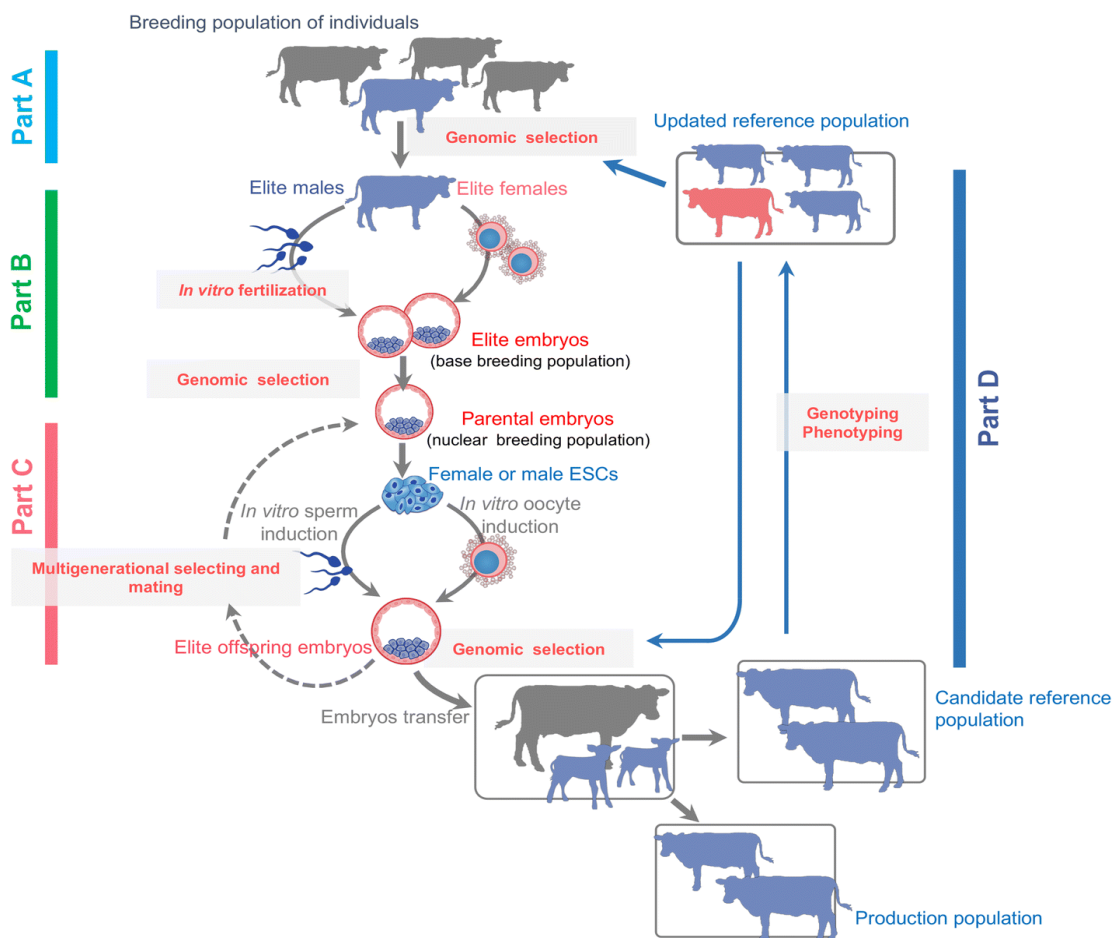 Breeding population of individuals
Part A
Genomic selection
Updated reference population
Elite males
Elite females
Part B
In vitro fertilization
Elite embryos
(base breeding population)
Genomic selection
Parental embryos
(nuclear breeding population)
Genotyping
Phenotyping
Part D
Part C
Female or male ESCs
In vitro sperm
induction
In vitro oocyte
induction
Multigenerational selecting and
mating
Elite offspring embryos
Genomic selection
Embryos transfer
Candidate reference
population
Production population